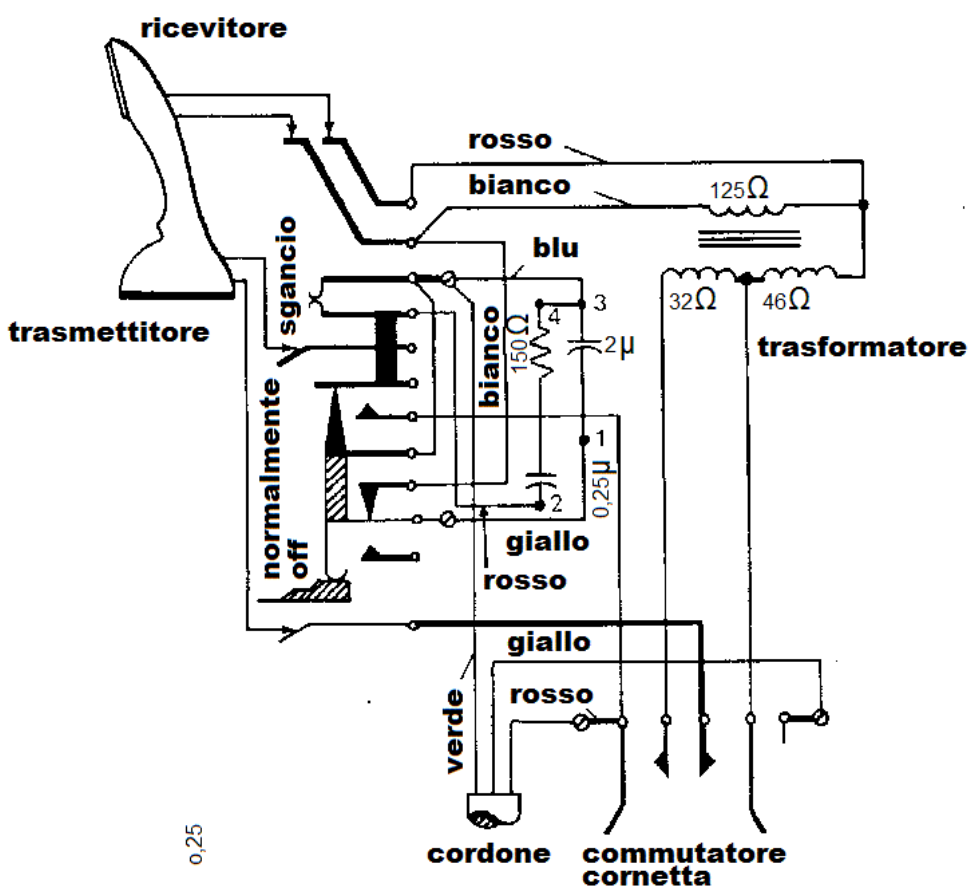 ricevitore
rosso
bianco
125Ω
blu
sgancio
32Ω
46Ω
trasmettitore
4
3
150Ω
2µ
trasformatore
bianco
1
0,25µ
2
normalmente
off
giallo
rosso
giallo
verde
rosso
0,25
cordone
commutatore
cornetta